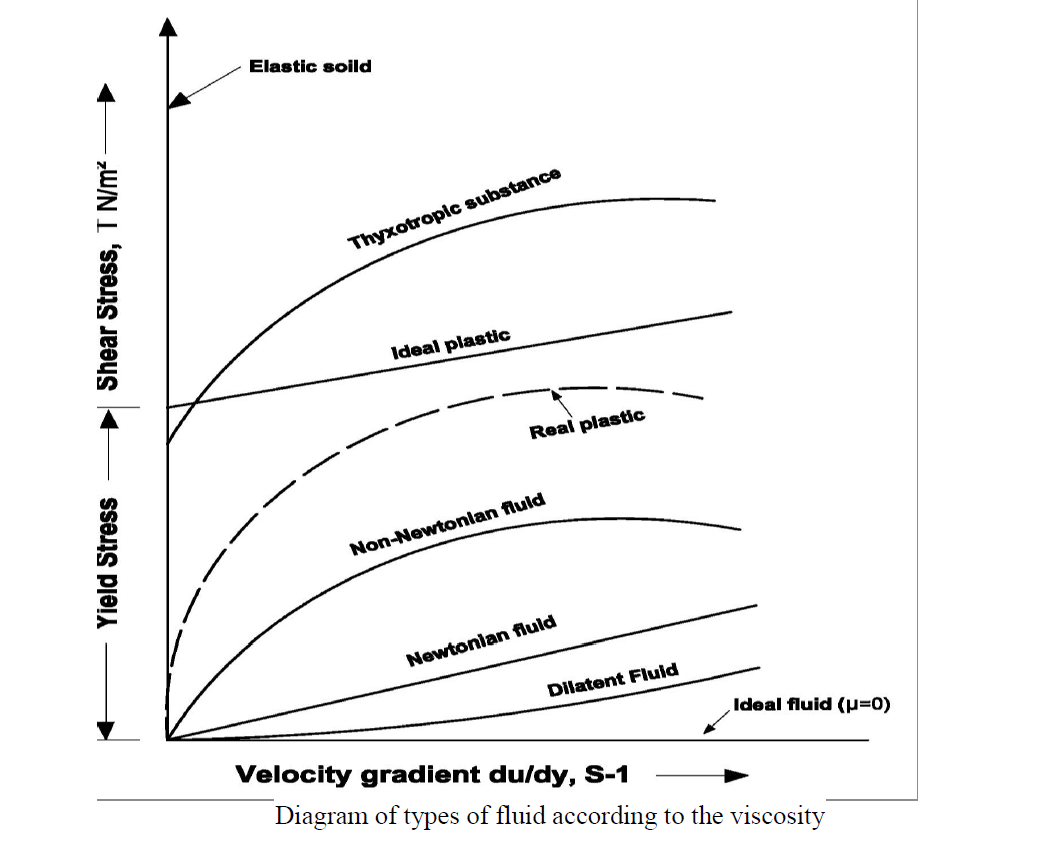 Elastic soild
Shear Stress, T N/m²
Thyxotropic substance
Ideal plastic
Real plastic
Yield Stress
Non-Newtonian fluid
Newtonian fluid
Dilatent Fluid
Ideal fluid (μ=0)
Velocity gradient du/dy, S-1
Diagram of types of fluid according to the viscosity